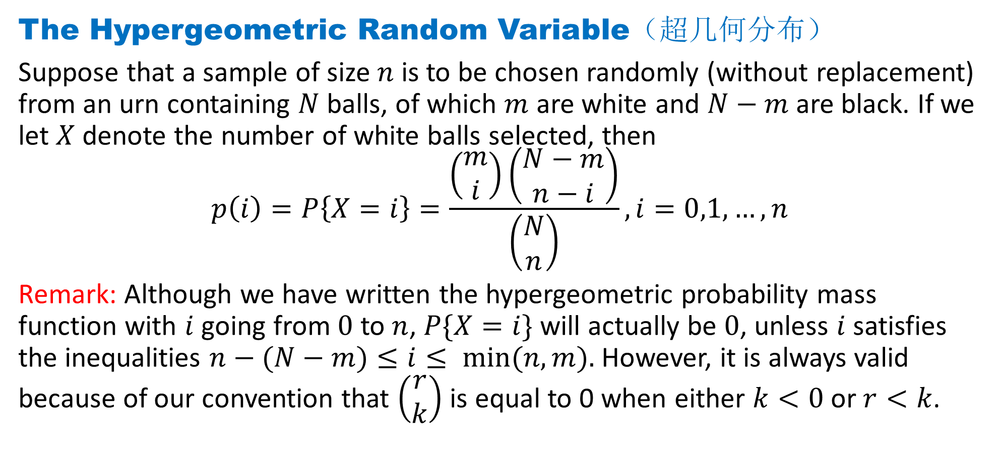 The Hypergeometric Random Variable（超几何分布）
Suppose that a sample of size n is to be chosen randomly (without replacement)
from an urn containing N balls, of which m are white and N − m are black. If we
let X denote the number of white balls selected, then
p(i) = P{X = i} = \frac{\binom{m}{i}\binom{N − m}{n − i}}{\binom{N}{n}}, i = 0,1, … , n
Remark: Although we have written the hypergeometric probability mass
function with i going from 0 to n, P{X = i} will actually be 0, unless i satisfies
the inequalities n − (N − m) ≤ i ≤ min(n, m). However, it is always valid
because of our convention that \binom{r}{k} is equal to 0 when either k < 0 or r < k.